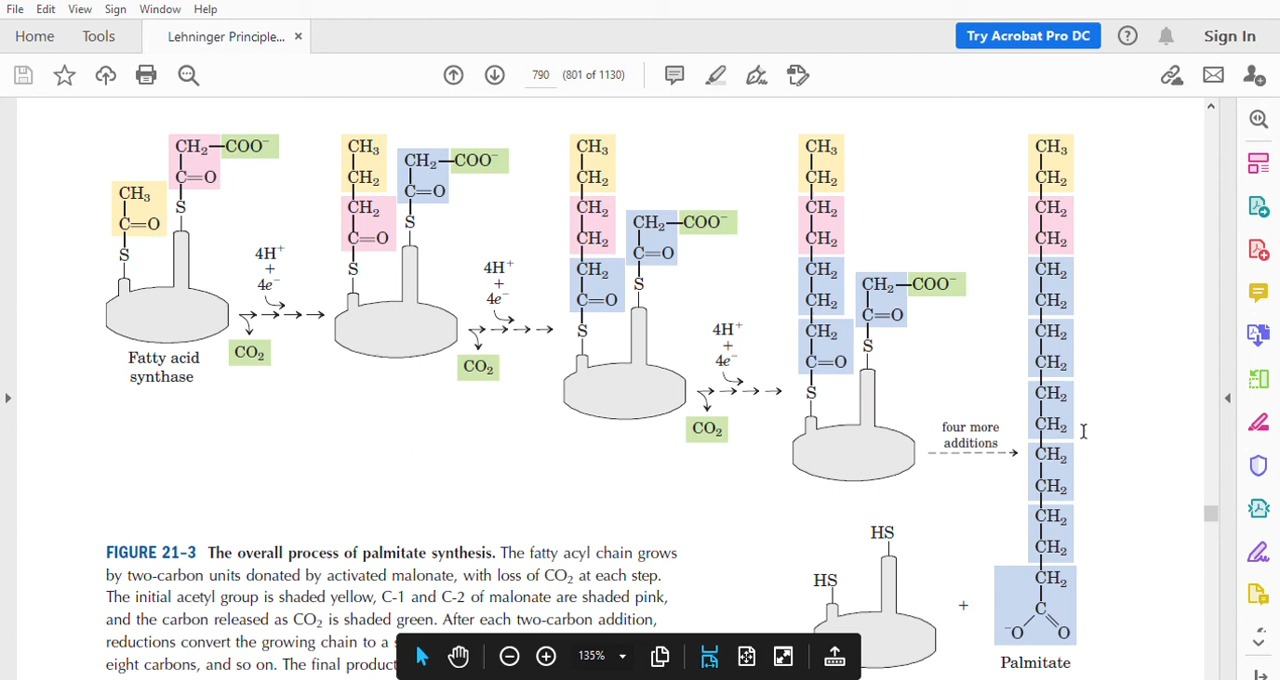 File Edit View Sign Window Help
Home Tools Lehninger Principle... × Try Acrobat Pro DC Sign In
790 (801 of 1130)
CH₂—COO⁻
C=O
S
CH₃
C=O
S
4H⁺
+
4e⁻
CO₂
Fatty acid
synthase
CH₃
CH₂
CH₂
C=O
S
CH₂—COO⁻
C=O
S
4H⁺
+
4e⁻
CO₂
CH₃
CH₂
CH₂
CH₂
CH₂
C=O
S
CH₂—COO⁻
C=O
S
4H⁺
+
4e⁻
CO₂
CH₃
CH₂
CH₂
CH₂
CH₂
CH₂
CH₂
C=O
S
CH₂—COO⁻
C=O
S
four more
additions
CH₃
CH₂
CH₂
CH₂
CH₂
CH₂
CH₂
CH₂
CH₂
CH₂
CH₂
CH₂
CH₂
CH₂
CH₂
C
⁻O O
Palmitate
HS
HS
+
FIGURE 21–3 The overall process of palmitate synthesis. The fatty acyl chain grows
by two-carbon units donated by activated malonate, with loss of CO₂ at each step.
The initial acetyl group is shaded yellow, C-1 and C-2 of malonate are shaded pink,
and the carbon released as CO₂ is shaded green. After each two-carbon addition,
reductions convert the growing chain to a
eight carbons, and so on. The final product
135%